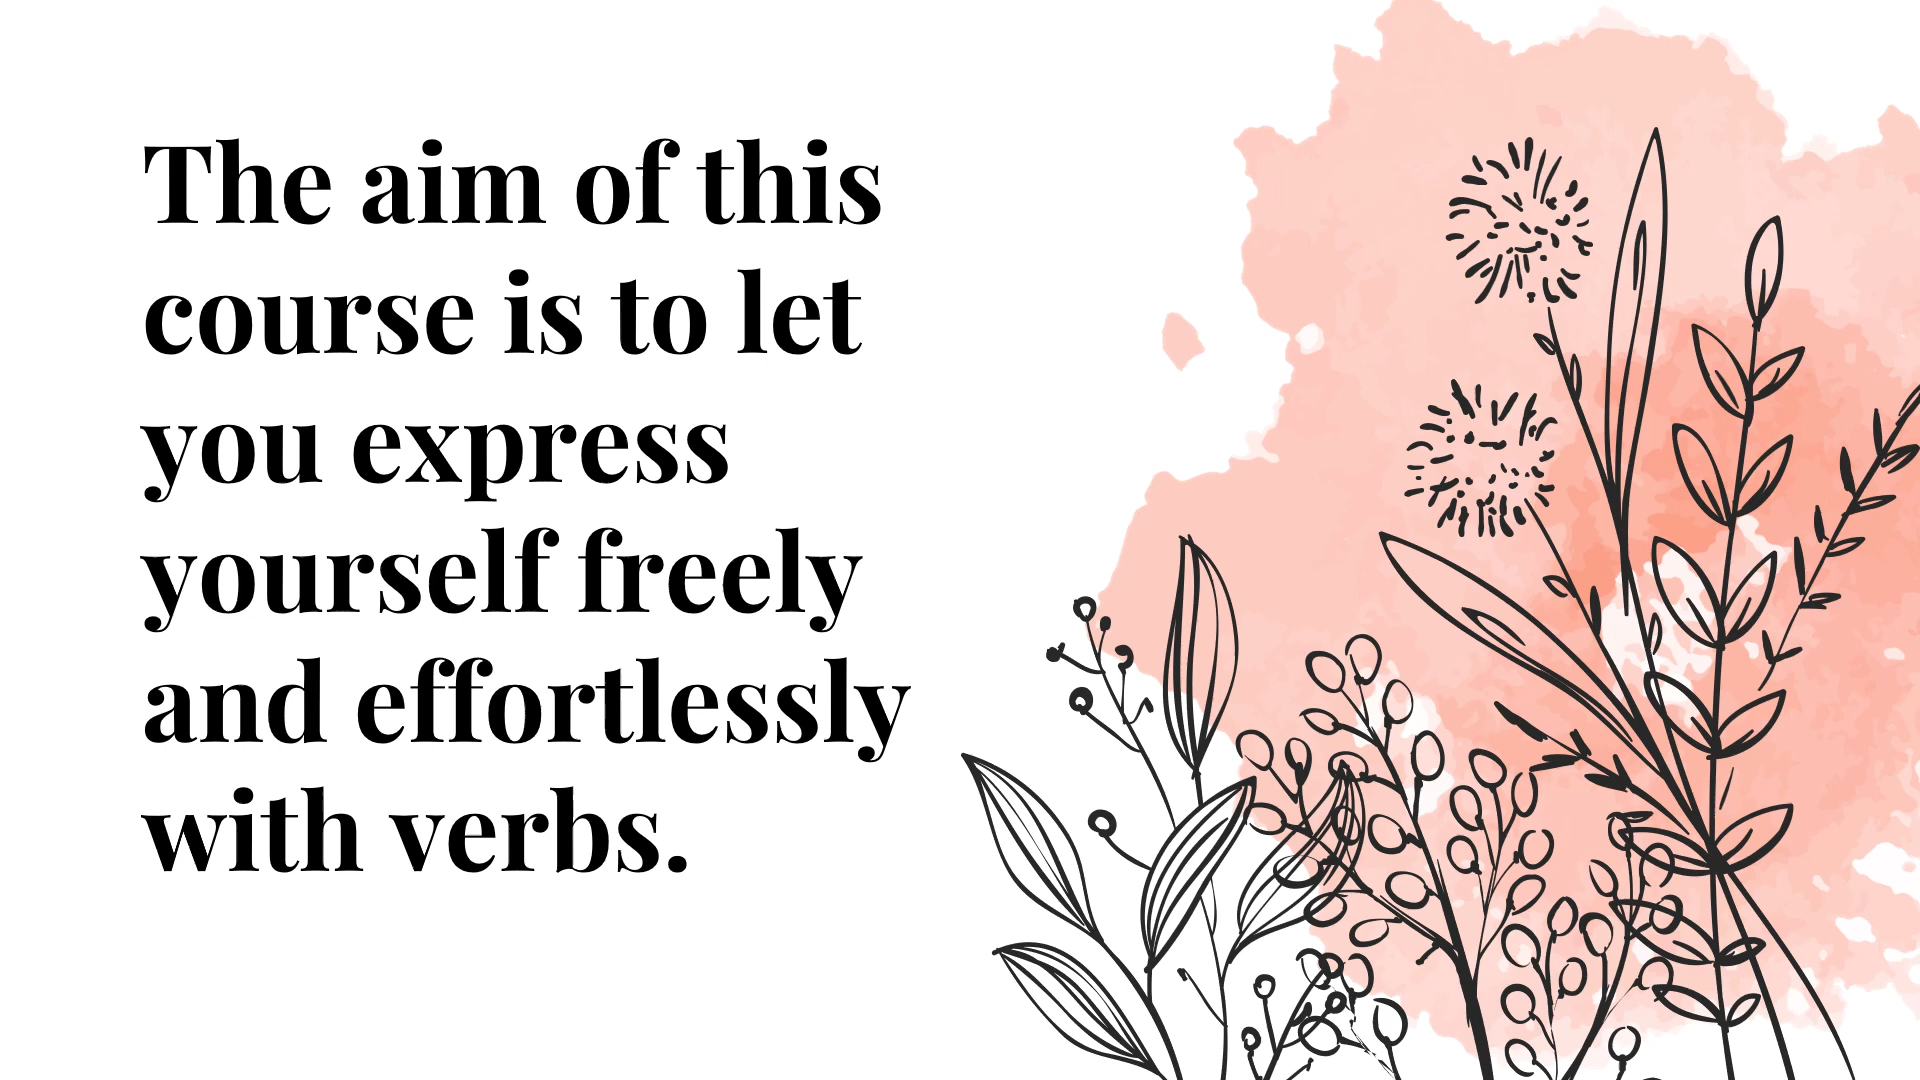 The aim of this
course is to let
you express
yourself freely
and effortlessly
with verbs.